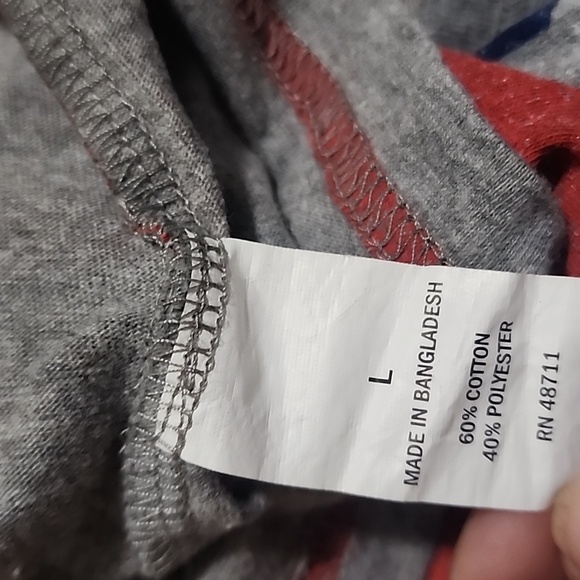 L
MADE IN BANGLADESH
60% COTTON
40% POLYESTER
RN 48711